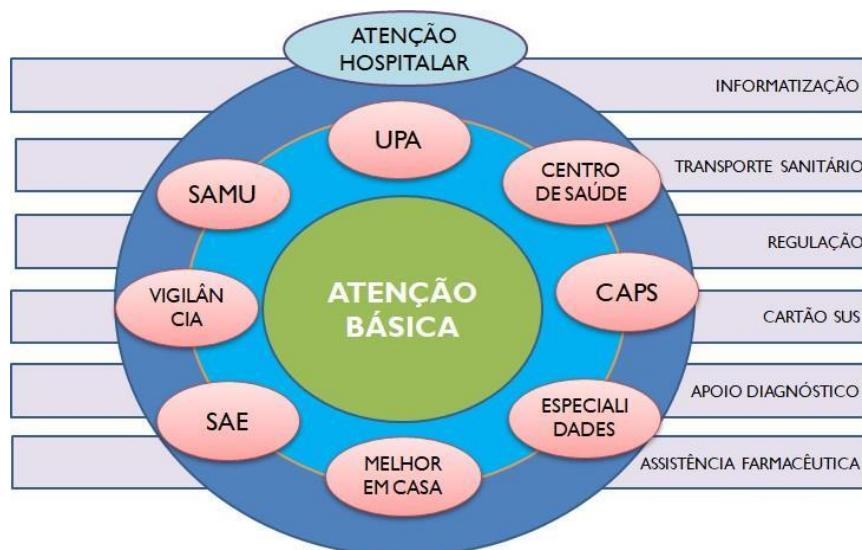 ATENÇÃO
HOSPITALAR
INFORMATIZAÇÃO
UPA
CENTRO
DE SAÚDE
TRANSPORTE SANITÁRIO
SAMU
REGULAÇÃO
ATENÇÃO
BÁSICA
VIGILÂN
CIA
CAPS
CARTÃO SUS
APOIO DIAGNÓSTICO
SAE
ESPECIALI
DADES
MELHOR
EM CASA
ASSISTÊNCIA FARMACÊUTICA